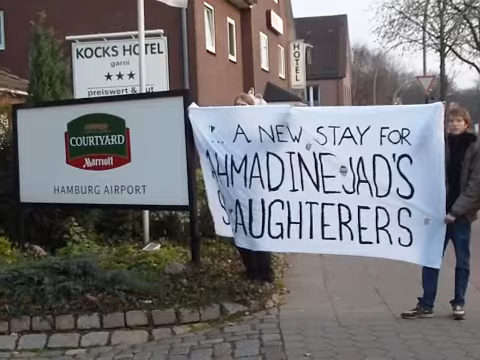 KOCKS HOTEL
garni
preiswert & gut
HOTEL
COURTYARD
Marriott
HAMBURG AIRPORT
... A NEW STAY FOR
AHMADINEJAD'S
SLAUGHTERERS